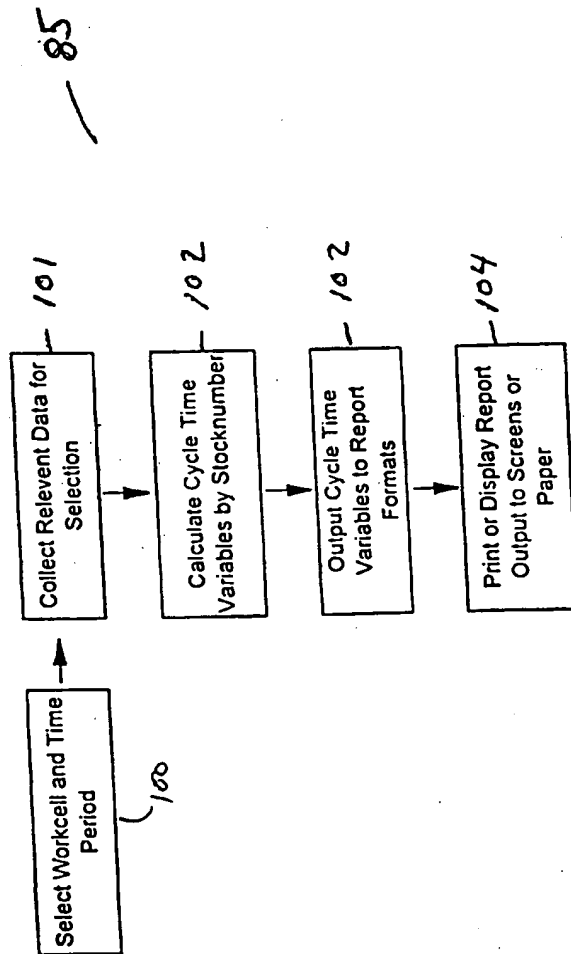 85
Select Workcell and Time
Period
100
Collect Relevent Data for
Selection
101
Calculate Cycle Time
Variables by Stocknumber
102
Output Cycle Time
Variables to Report
Formats
102
Print or Display Report
Output to Screens or
Paper
104